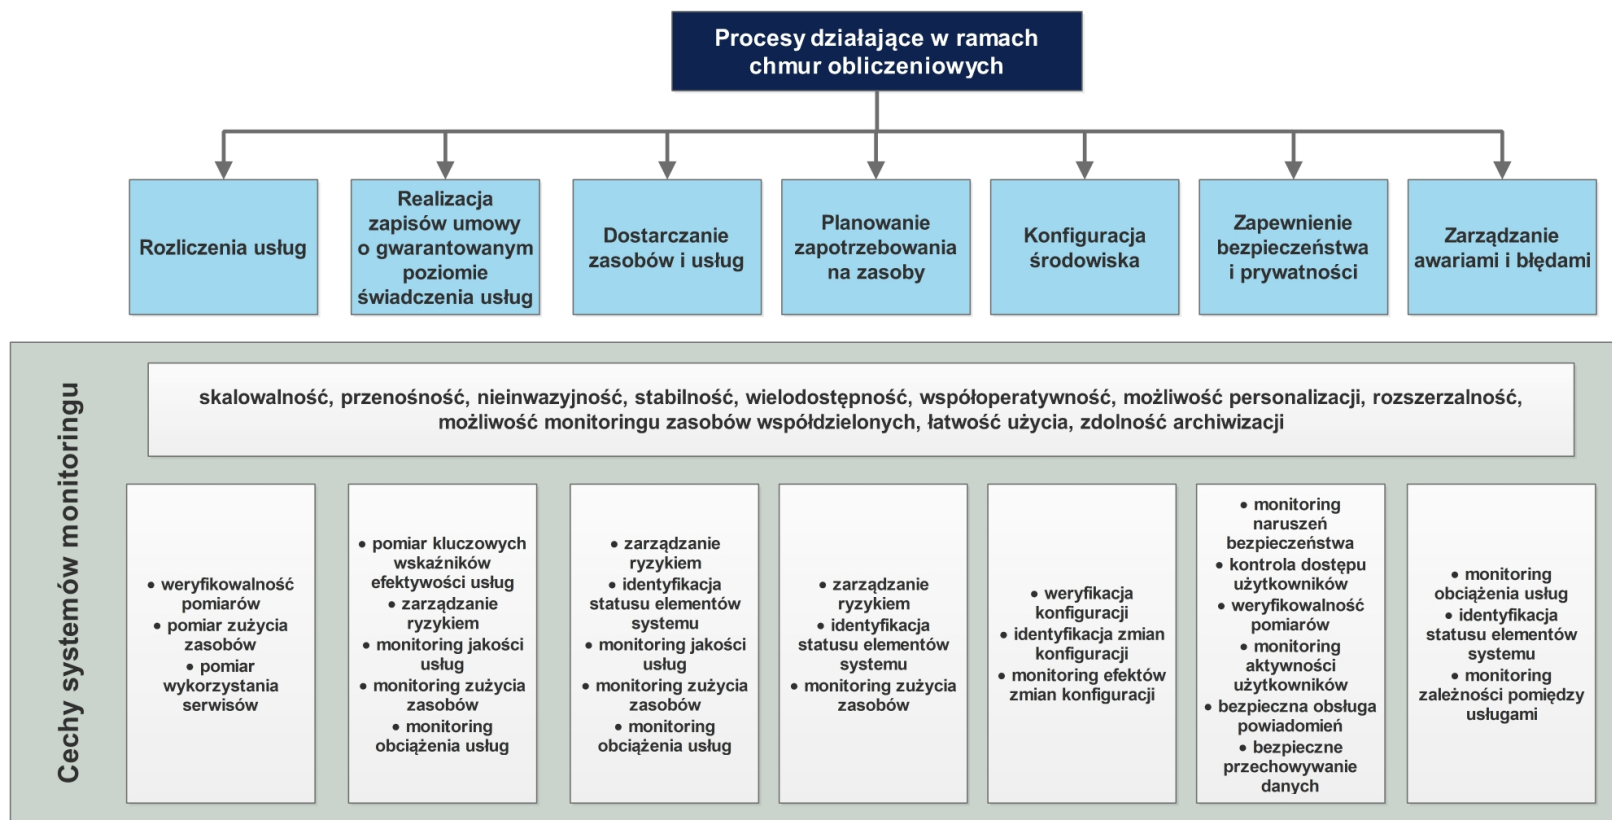 Procesy działające w ramach
chmur obliczeniowych
Rozliczenia usług
Realizacja
zapisów umowy
o gwarantowanym
poziomie
świadczenia usług
Dostarczanie
zasobów i usług
Planowanie
zapotrzebowania
na zasoby
Konfiguracja
środowiska
Zapewnienie
bezpieczeństwa
i prywatności
Zarządzanie
awariami i błędami
Cechy systemów monitoringu
skalowalność, przenośność, nieinwazyjność, stabilność, wielodostępność, współoperatywność, możliwość personalizacji, rozszerzalność,
możliwość monitoringu zasobów współdzielonych, łatwość użycia, zdolność archiwizacji
• weryfikowalność
pomiarów
• pomiar zużycia
zasobów
• pomiar
wykorzystania
serwisów
• pomiar kluczowych
wskaźników
efektywości usług
• zarządzanie
ryzykiem
• monitoring jakości
usług
• monitoring zużycia
zasobów
• monitoring
obciążenia usług
• zarządzanie
ryzykiem
• identyfikacja
statusu elementów
systemu
• monitoring jakości
usług
• monitoring zużycia
zasobów
• monitoring
obciążenia usług
• zarządzanie
ryzykiem
• identyfikacja
statusu elementów
systemu
• monitoring zużycia
zasobów
• weryfikacja
konfiguracji
• identyfikacja zmian
konfiguracji
• monitoring efektów
zmian konfiguracji
• monitoring
naruszeń
bezpieczeństwa
• kontrola dostępu
użytkowników
• weryfikowalność
pomiarów
• monitoring
aktywności
użytkowników
• bezpieczna obsługa
powiadomień
• bezpieczne
przechowywanie
danych
• monitoring
obciążenia usług
• identyfikacja
statusu elementów
systemu
• monitoring
zależności pomiędzy
usługami